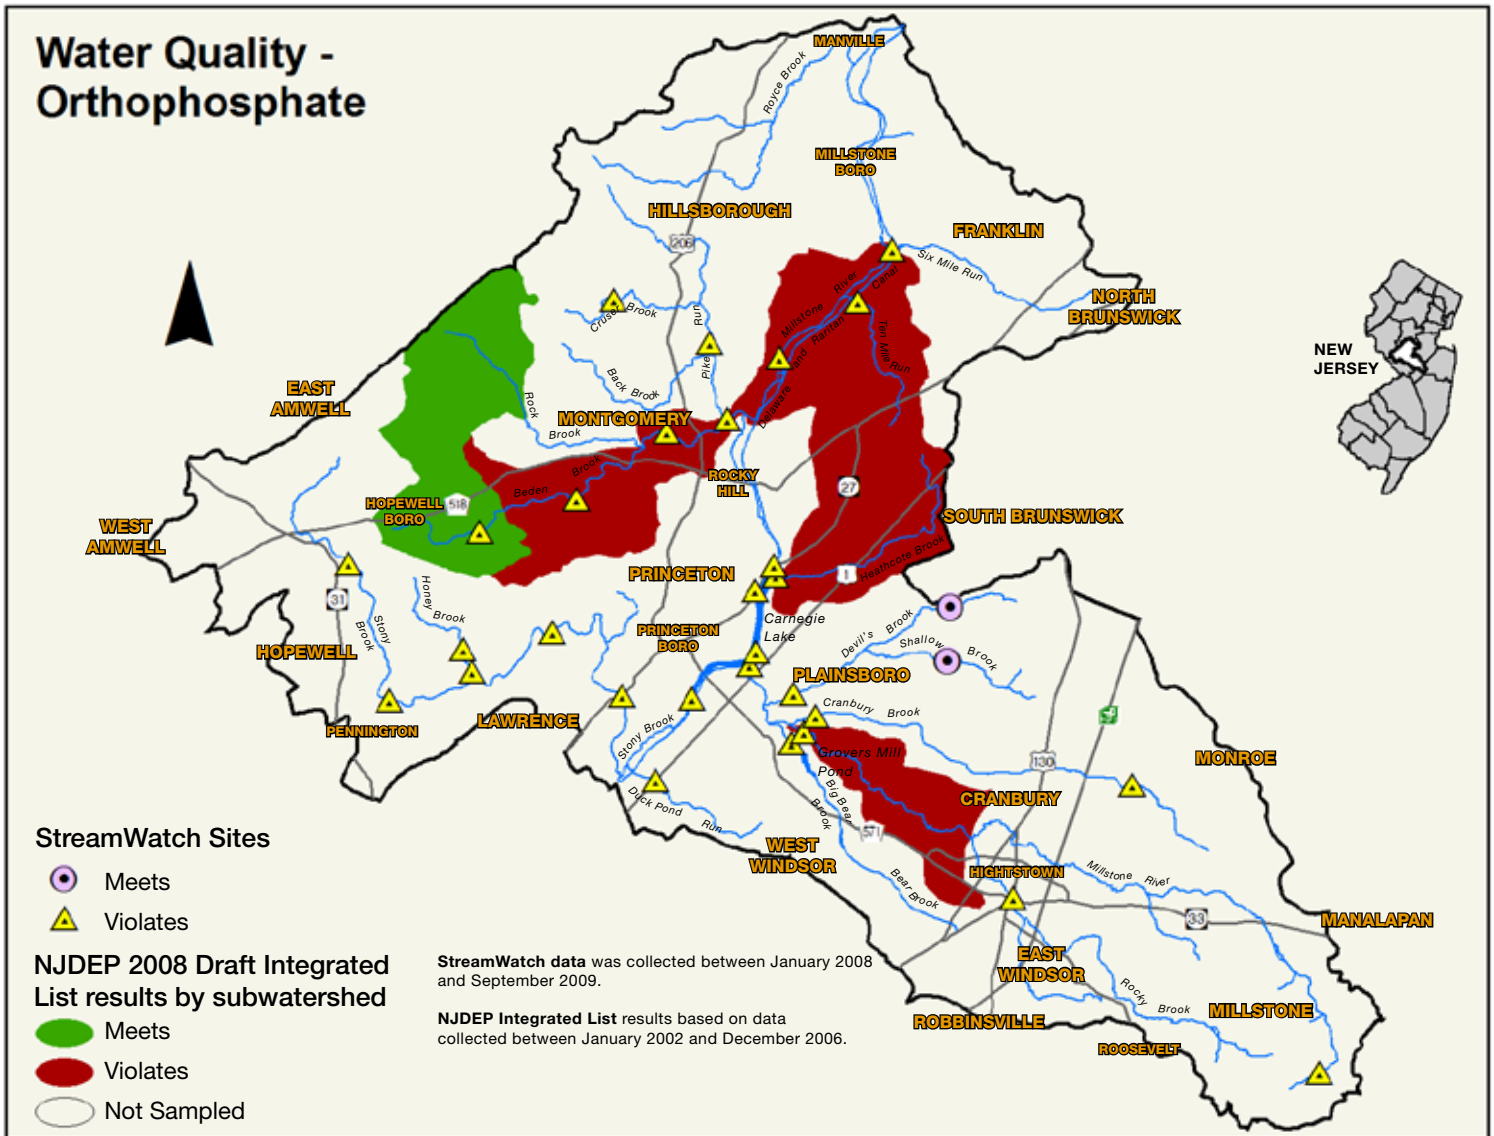 Water Quality -
Orthophosphate
MANVILLE
Royce Brook
MILLSTONE
BORO
HILLSBOROUGH
206
FRANKLIN
Six Mile Run
NORTH
BRUNSWICK
Cruser Brook
Pike Run
Millstone River
Delaware and Raritan Canal
Ten Mile Run
Back Brook
NEW
JERSEY
EAST
AMWELL
Rock
Brook
MONTGOMERY
ROCKY
HILL
Beden Brook
HOPEWELL
BORO
518
27
WEST
AMWELL
SOUTH BRUNSWICK
Heathcote Brook
1
PRINCETON
31
Honey
Brook
Stony
Brook
HOPEWELL
PRINCETON
BORO
Carnegie
Lake
Devil's Brook
Shallow Brook
PLAINSBORO
PENNINGTON
LAWRENCE
Stony Brook
Cranbury Brook
Grovers Mill
Pond
Big Bear
Brook
130
MONROE
CRANBURY
Duck Pond Run
571
WEST
WINDSOR
HIGHTSTOWN
Millstone River
Bear Brook
33
MANALAPAN
EAST
WINDSOR
Rocky Brook
MILLSTONE
ROBBINSVILLE
ROOSEVELT
StreamWatch Sites
Meets
Violates
NJDEP 2008 Draft Integrated
List results by subwatershed
Meets
Violates
Not Sampled
StreamWatch data was collected between January 2008
and September 2009.
NJDEP Integrated List results based on data
collected between January 2002 and December 2006.